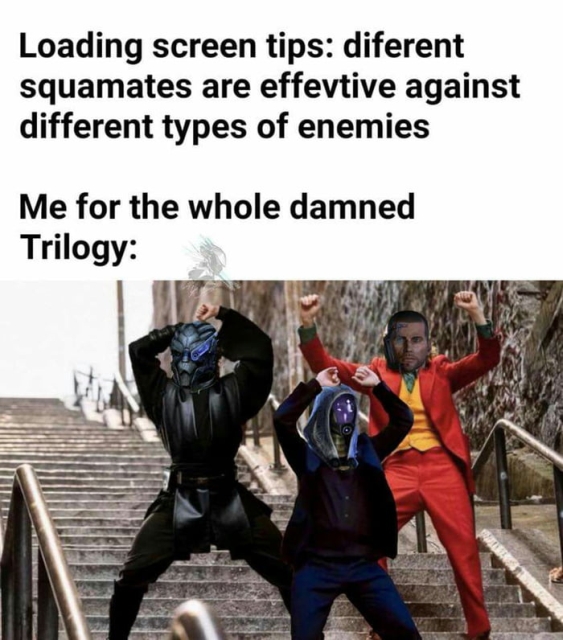 Loading screen tips: diferent
squamates are effevtive against
different types of enemies
Me for the whole damned
Trilogy: